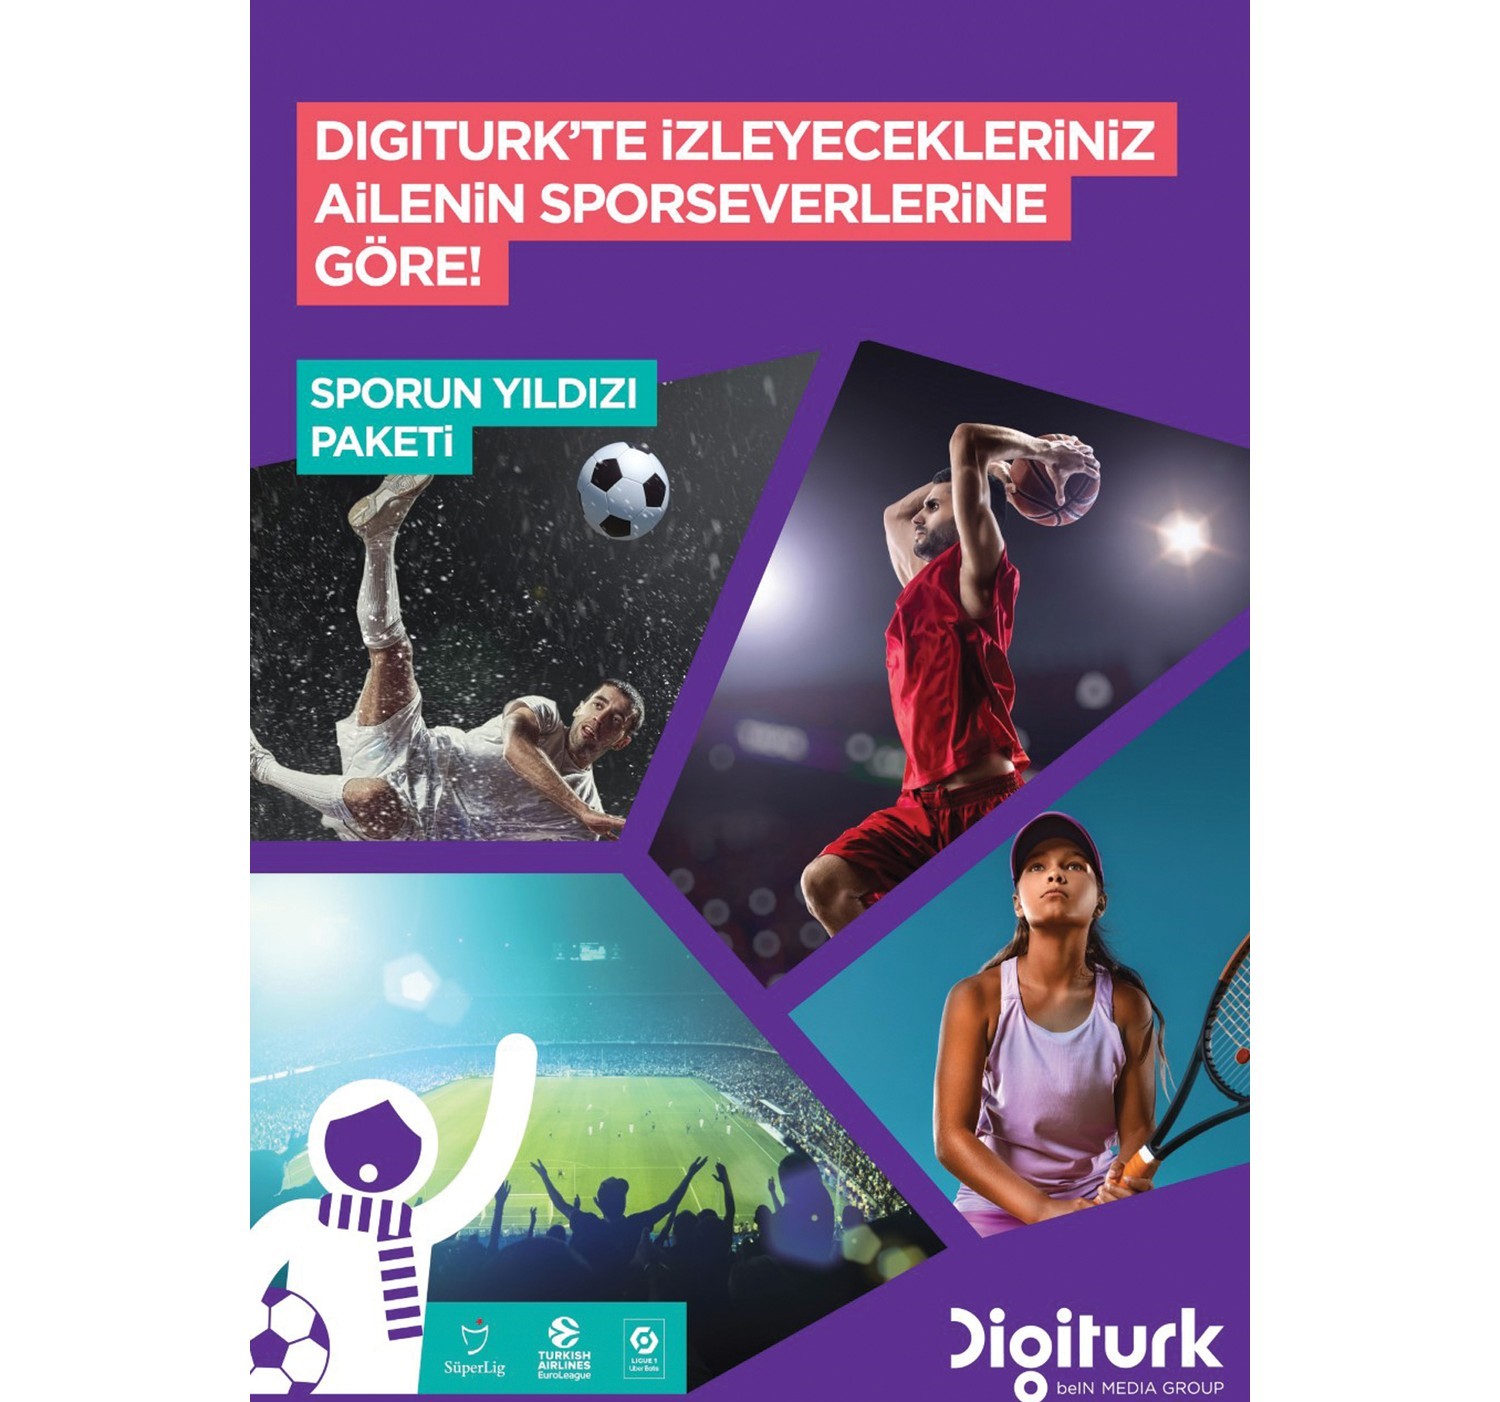 DIGITURK'TE İZLEYECEKLERİNİZ
AİLENİN SPORSEVERLERİNE
GÖRE!
SPORUN YILDIZI
PAKETİ
SüperLig
TURKISH
AIRLINES
EuroLeague
LIGUE 1
Uber Eats
Digiturk
beIN MEDIA GROUP